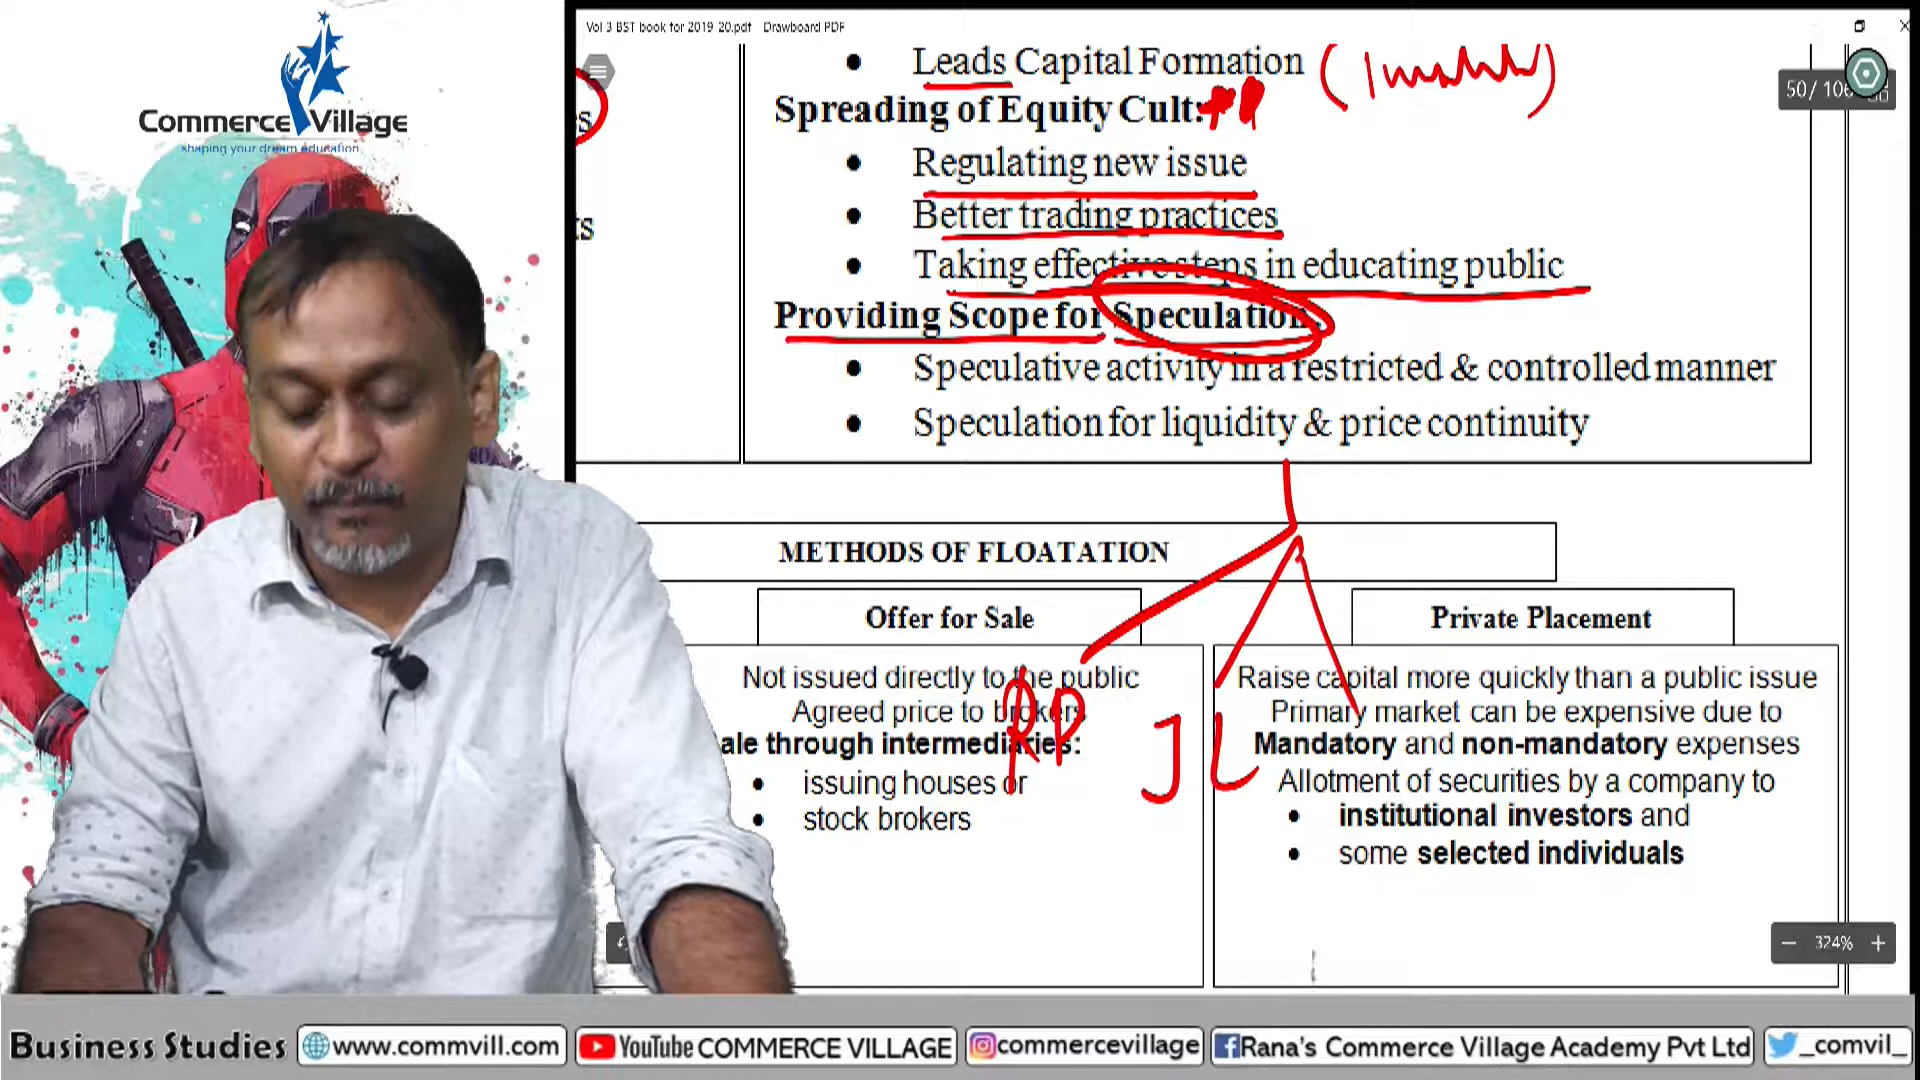 Commerce Village
shaping your dream education
Vol 3 BST book for 2019 20.pdf Drawboard PDF
50 / 106
• Leads Capital Formation
Spreading of Equity Cult:
• Regulating new issue
• Better trading practices
• Taking effective steps in educating public
Providing Scope for Speculation
• Speculative activity in a restricted & controlled manner
• Speculation for liquidity & price continuity
METHODS OF FLOATATION
Offer for Sale
Not issued directly to the public
Agreed price to brokers
ale through intermediaries:
• issuing houses or
• stock brokers
RP
JL
Private Placement
Raise capital more quickly than a public issue
Primary market can be expensive due to
Mandatory and non-mandatory expenses
Allotment of securities by a company to
• institutional investors and
• some selected individuals
— 324% +
Business Studies
www.commvill.com
YouTube COMMERCE VILLAGE
commercevillage
Rana's Commerce Village Academy Pvt Ltd
_comvil_